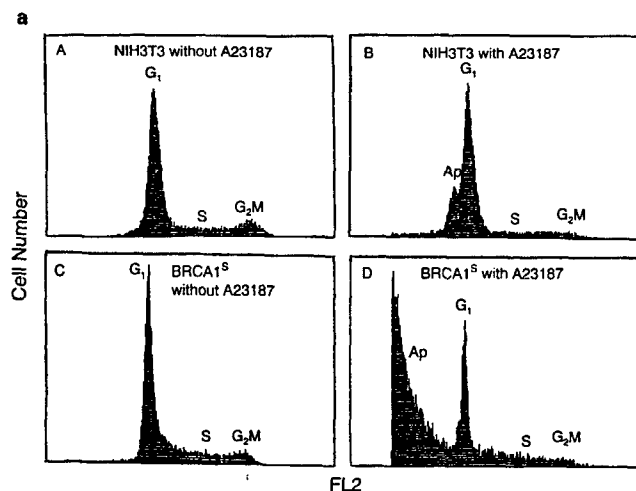 a
A NIH3T3 without A23187
G₁
S
G₂M
B NIH3T3 with A23187
G₁
Ap
S
G₂M
Cell Number
C BRCA1ˢ
without A23187
G₁
S
G₂M
D BRCA1ˢ with A23187
G₁
Ap
S
G₂M
FL2